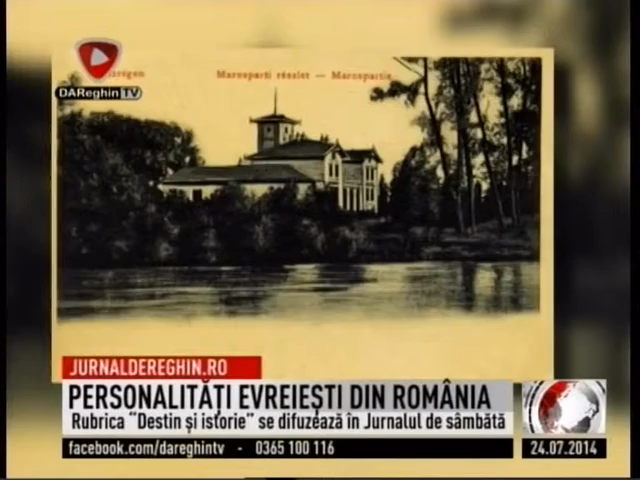 DAReghin TV
Marosparti részlet — Marospartie
JURNALDEREGHIN.RO
PERSONALITĂȚI EVREIEȘTI DIN ROMÂNIA
Rubrica "Destin și istorie" se difuzează în Jurnalul de sâmbătă
facebook.com/dareghintv - 0365 100 116
24.07.2014